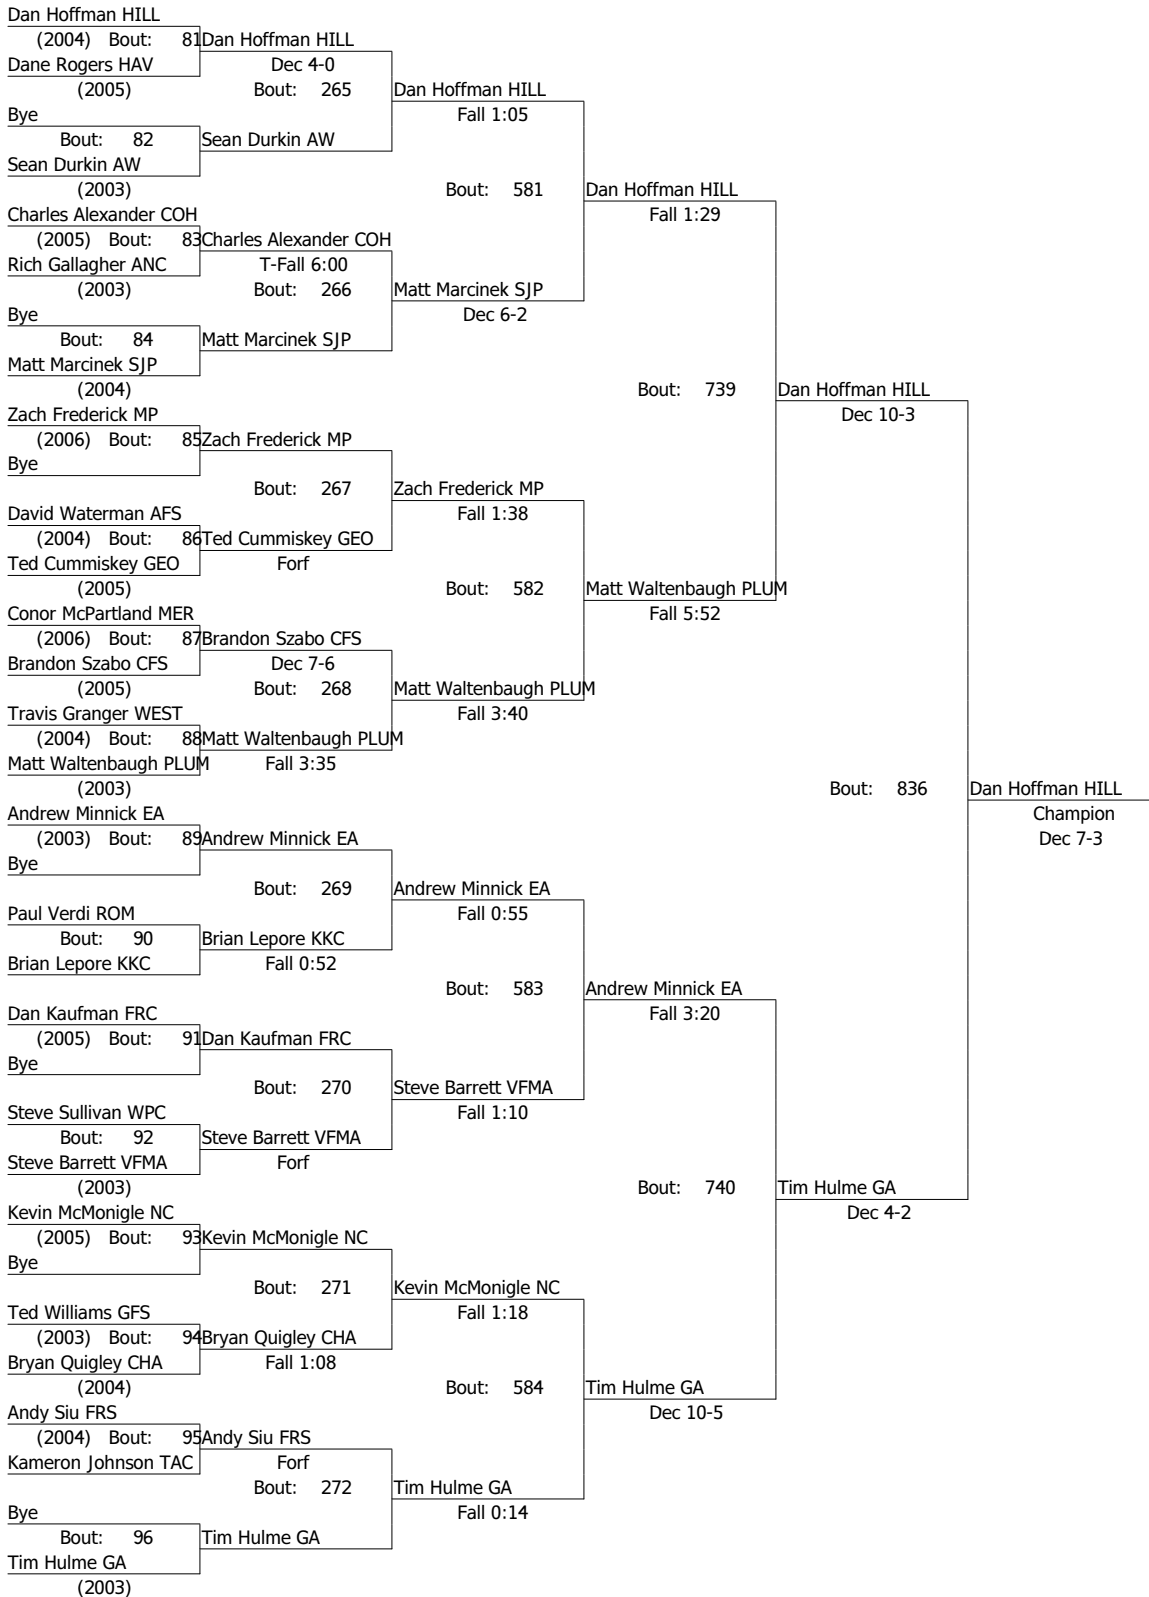 Dan Hoffman HILL
(2004) Bout: 81 Dan Hoffman HILL
Dane Rogers HAV Dec 4-0
(2005) Bout: 265 Dan Hoffman HILL
Bye Fall 1:05
Bout: 82 Sean Durkin AW
Sean Durkin AW
(2003) Bout: 581 Dan Hoffman HILL
Charles Alexander COH Fall 1:29
(2005) Bout: 83 Charles Alexander COH
Rich Gallagher ANC T-Fall 6:00
(2003) Bout: 266 Matt Marcinek SJP
Bye Dec 6-2
Bout: 84 Matt Marcinek SJP
Matt Marcinek SJP
(2004) Bout: 739 Dan Hoffman HILL
Zach Frederick MP Dec 10-3
(2006) Bout: 85 Zach Frederick MP
Bye
Bout: 267 Zach Frederick MP
David Waterman AFS Fall 1:38
(2004) Bout: 86 Ted Cummiskey GEO
Ted Cummiskey GEO Forf
(2005) Bout: 582 Matt Waltenbaugh PLUM
Conor McPartland MER Fall 5:52
(2006) Bout: 87 Brandon Szabo CFS
Brandon Szabo CFS Dec 7-6
(2005) Bout: 268 Matt Waltenbaugh PLUM
Travis Granger WEST Fall 3:40
(2004) Bout: 88 Matt Waltenbaugh PLUM
Matt Waltenbaugh PLUM Fall 3:35
(2003) Bout: 836 Dan Hoffman HILL
Andrew Minnick EA Champion
(2003) Bout: 89 Andrew Minnick EA Dec 7-3
Bye
Bout: 269 Andrew Minnick EA
Paul Verdi ROM Fall 0:55
Bout: 90 Brian Lepore KKC
Brian Lepore KKC Fall 0:52
Bout: 583 Andrew Minnick EA
Dan Kaufman FRC Fall 3:20
(2005) Bout: 91 Dan Kaufman FRC
Bye
Bout: 270 Steve Barrett VFMA
Steve Sullivan WPC Fall 1:10
Bout: 92 Steve Barrett VFMA
Steve Barrett VFMA Forf
(2003) Bout: 740 Tim Hulme GA
Kevin McMonigle NC Dec 4-2
(2005) Bout: 93 Kevin McMonigle NC
Bye
Bout: 271 Kevin McMonigle NC
Ted Williams GFS Fall 1:18
(2003) Bout: 94 Bryan Quigley CHA
Bryan Quigley CHA Fall 1:08
(2004) Bout: 584 Tim Hulme GA
Andy Siu FRS Dec 10-5
(2004) Bout: 95 Andy Siu FRS
Kameron Johnson TAC Forf
Bout: 272 Tim Hulme GA
Bye Fall 0:14
Bout: 96 Tim Hulme GA
Tim Hulme GA
(2003)